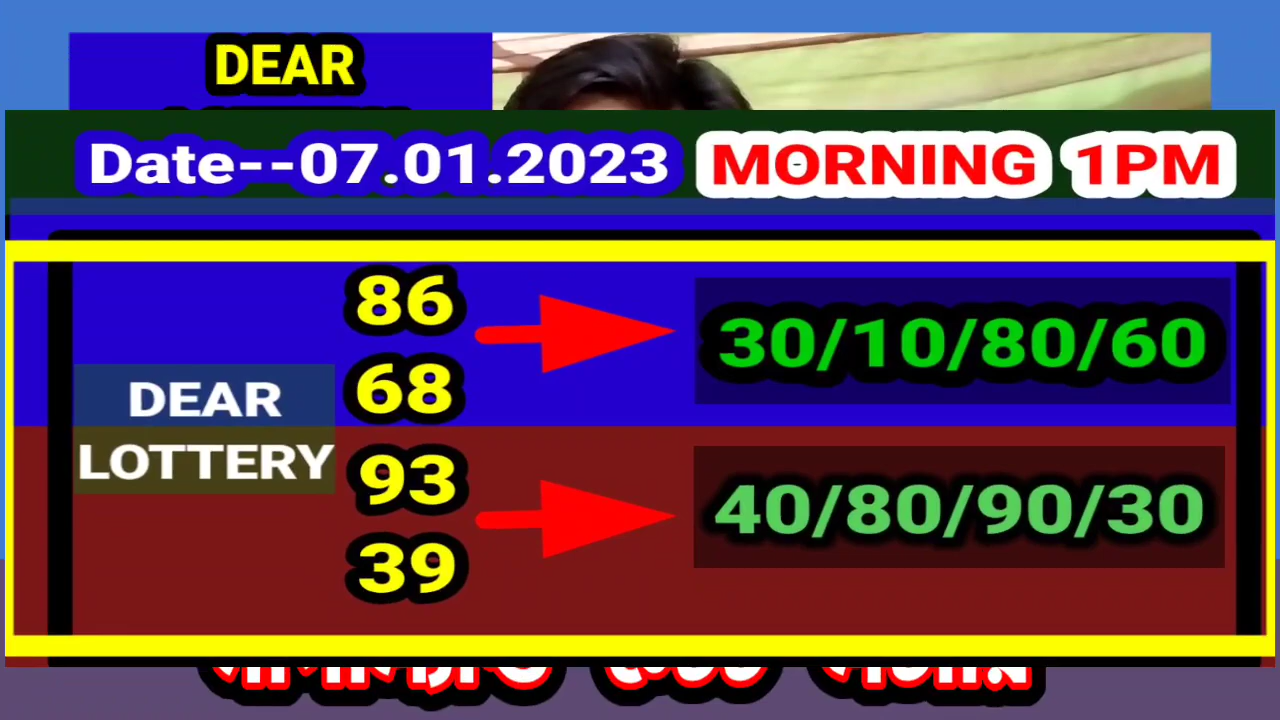 DEAR
Date--07.01.2023 MORNING 1PM
86
30/10/80/60
68
DEAR
LOTTERY
93
40/80/90/30
39